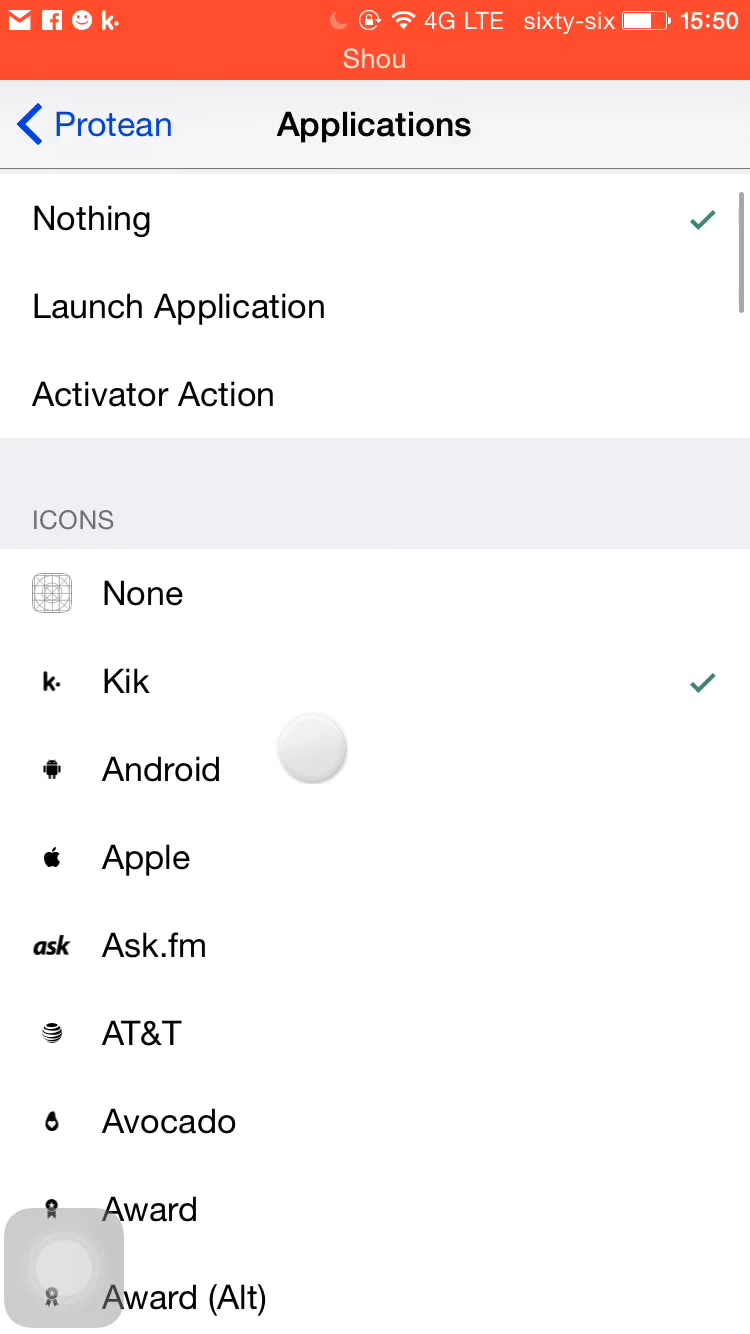 k. 4G LTE sixty-six 15:50
Shou
Protean Applications
Nothing
Launch Application
Activator Action
ICONS
None
k. Kik
Android
Apple
ask Ask.fm
AT&T
Avocado
Award
Award (Alt)